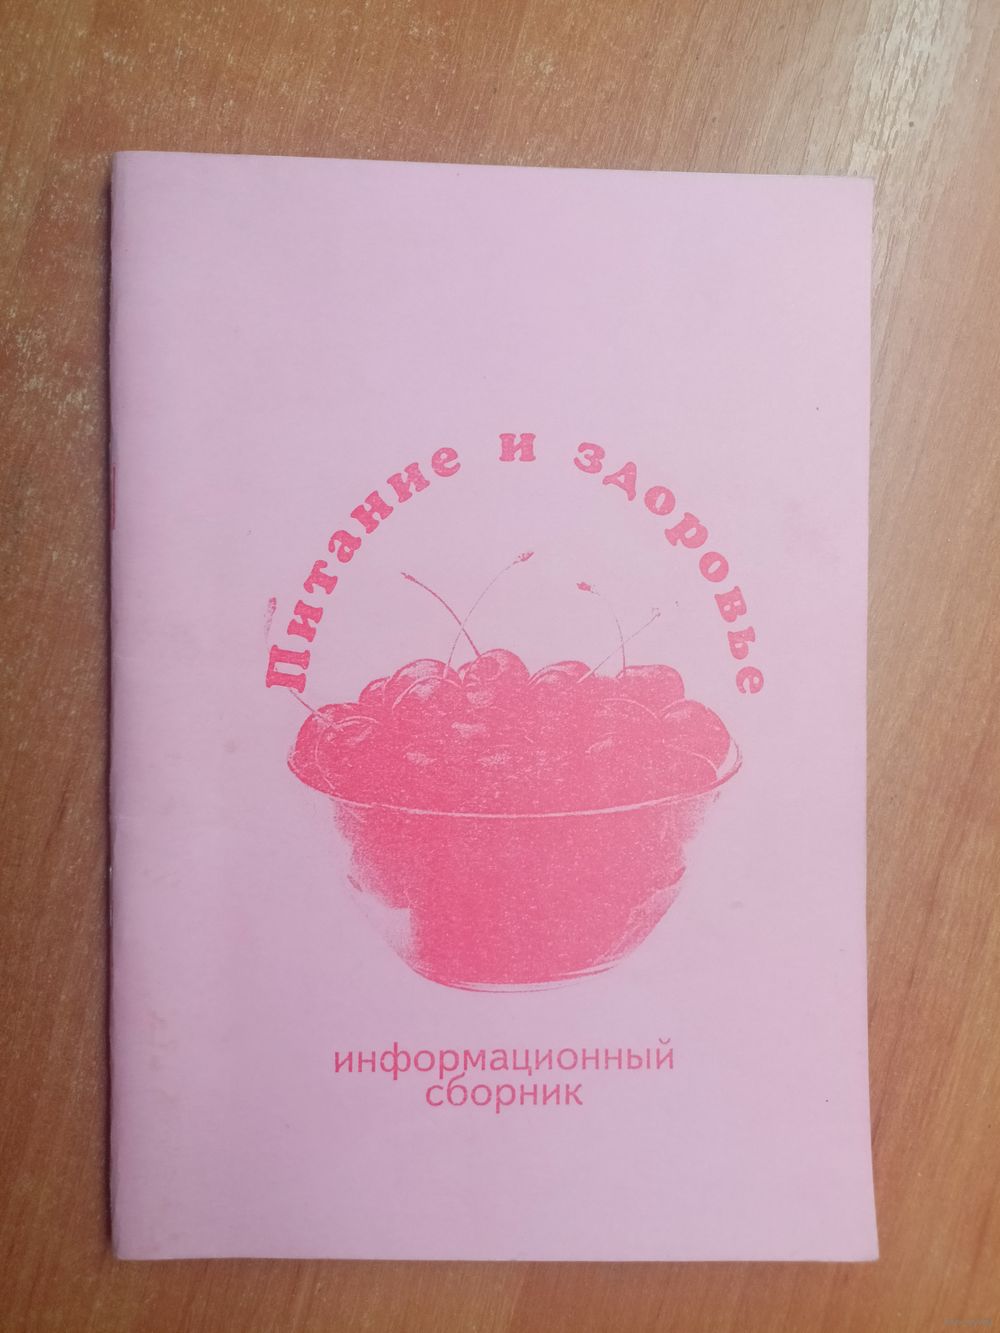 Питание и здоровье
информационный
сборник